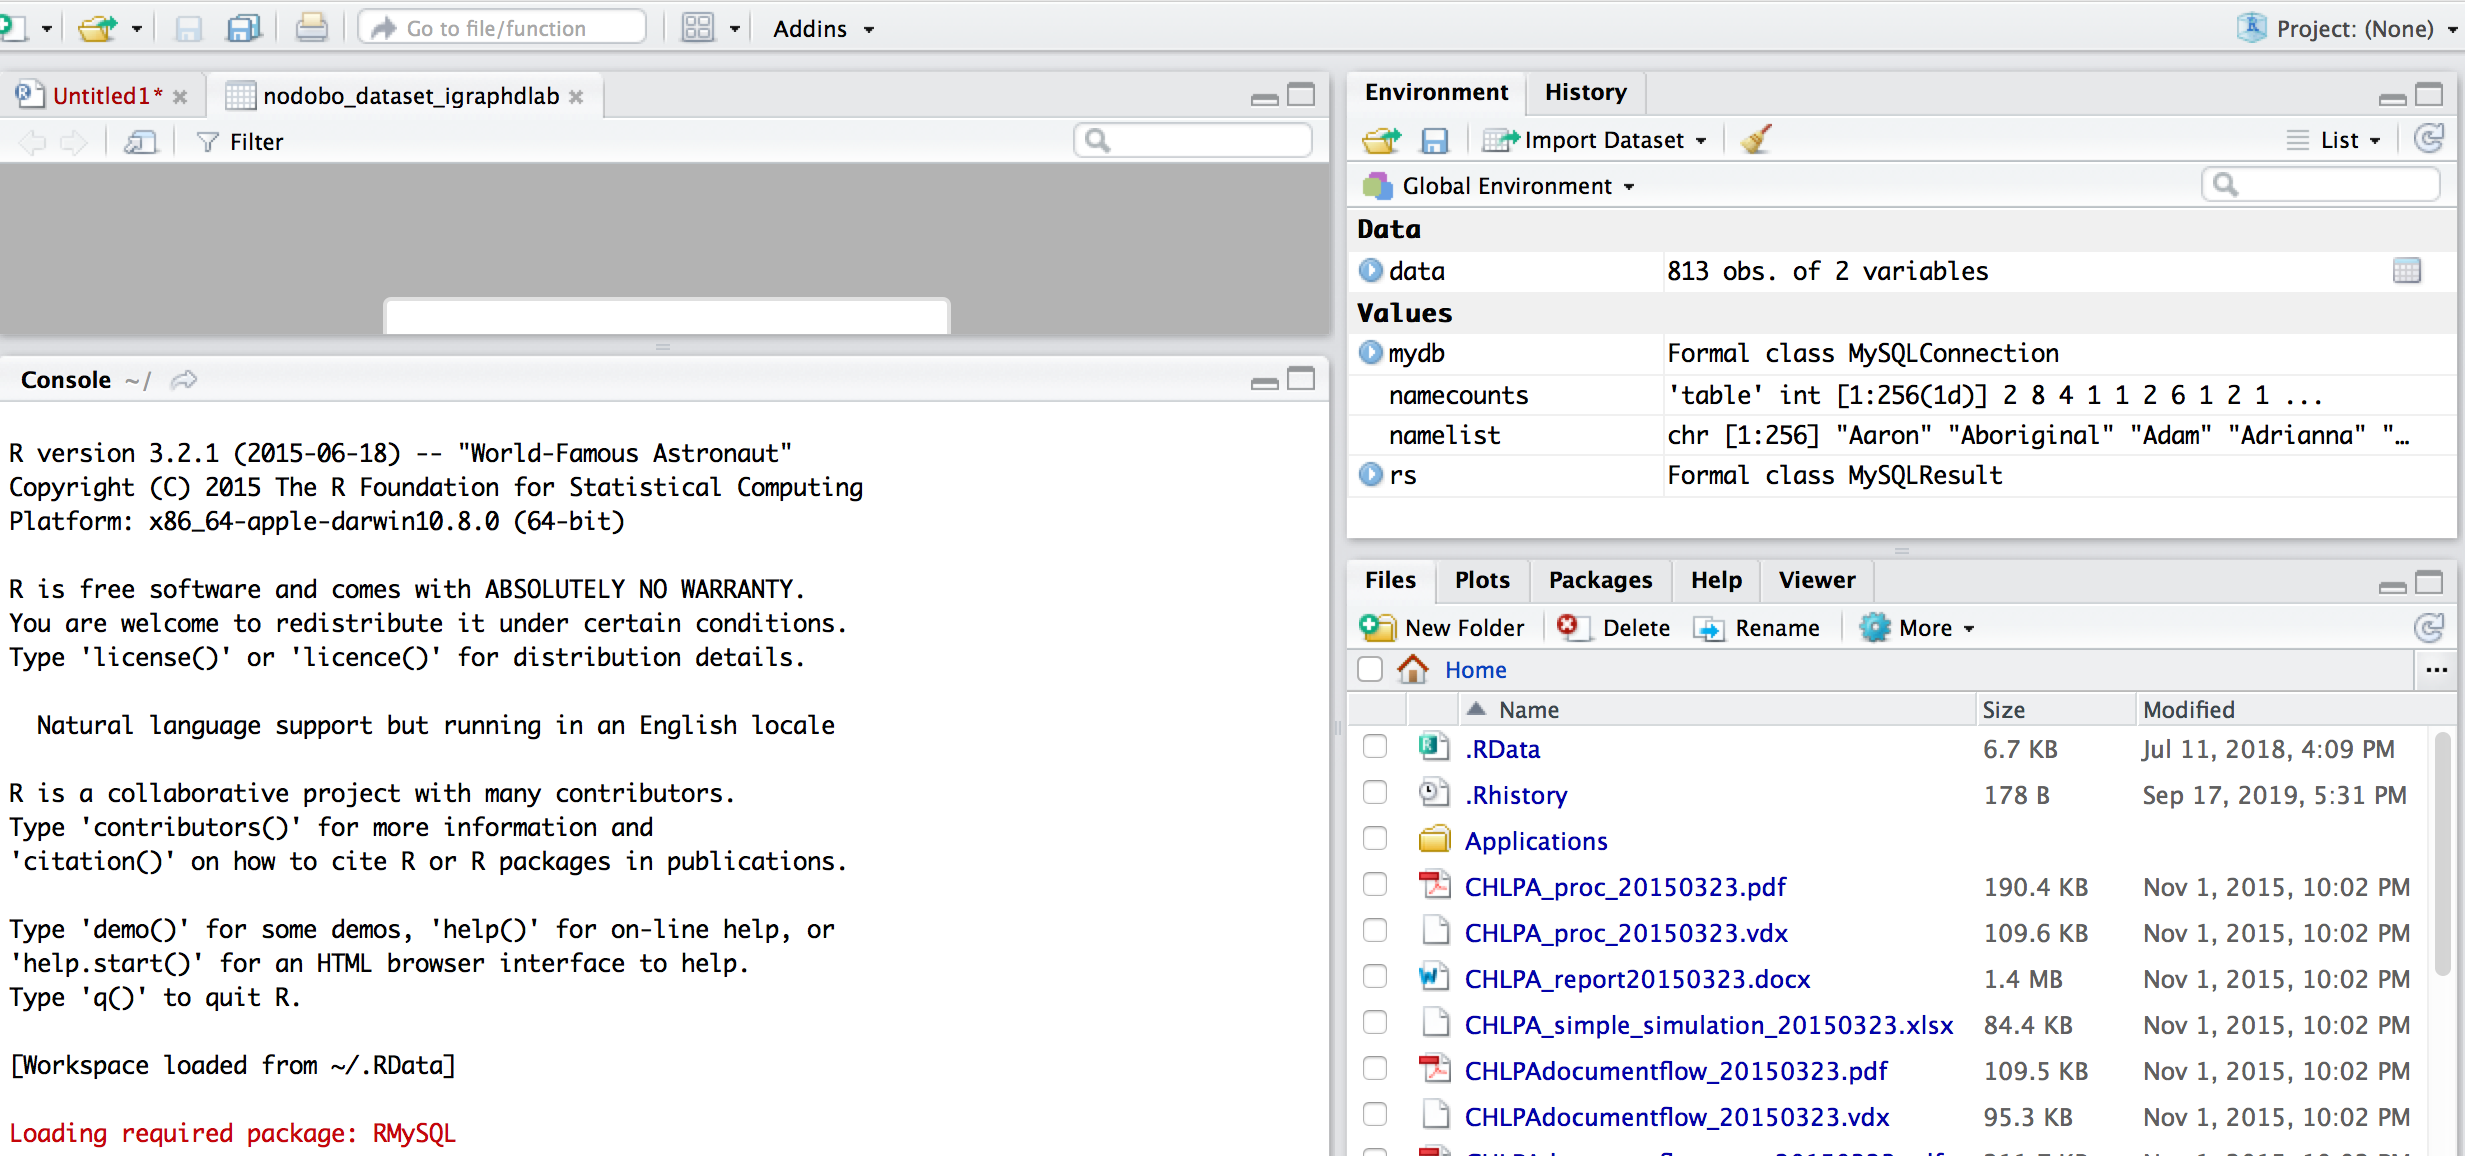 Go to file/function
Addins
Project: (None)
Untitled1*
nodobo_dataset_igraphdlab
Filter
Console ~/
R version 3.2.1 (2015-06-18) -- "World-Famous Astronaut"
Copyright (C) 2015 The R Foundation for Statistical Computing
Platform: x86_64-apple-darwin10.8.0 (64-bit)
R is free software and comes with ABSOLUTELY NO WARRANTY.
You are welcome to redistribute it under certain conditions.
Type 'license()' or 'licence()' for distribution details.
Natural language support but running in an English locale
R is a collaborative project with many contributors.
Type 'contributors()' for more information and
'citation()' on how to cite R or R packages in publications.
Type 'demo()' for some demos, 'help()' for on-line help, or
'help.start()' for an HTML browser interface to help.
Type 'q()' to quit R.
[Workspace loaded from ~/.RData]
Loading required package: RMySQL
Environment History
Import Dataset List
Global Environment
Data
data 813 obs. of 2 variables
Values
mydb Formal class MySQLConnection
namecounts 'table' int [1:256(1d)] 2 8 4 1 1 2 6 1 2 1 ...
namelist chr [1:256] "Aaron" "Aboriginal" "Adam" "Adrianna" "…
rs Formal class MySQLResult
Files Plots Packages Help Viewer
New Folder Delete Rename More
Home ...
Name Size Modified
.RData 6.7 KB Jul 11, 2018, 4:09 PM
.Rhistory 178 B Sep 17, 2019, 5:31 PM
Applications
CHLPA_proc_20150323.pdf 190.4 KB Nov 1, 2015, 10:02 PM
CHLPA_proc_20150323.vdx 109.6 KB Nov 1, 2015, 10:02 PM
CHLPA_report20150323.docx 1.4 MB Nov 1, 2015, 10:02 PM
CHLPA_simple_simulation_20150323.xlsx 84.4 KB Nov 1, 2015, 10:02 PM
CHLPAdocumentflow_20150323.pdf 109.5 KB Nov 1, 2015, 10:02 PM
CHLPAdocumentflow_20150323.vdx 95.3 KB Nov 1, 2015, 10:02 PM